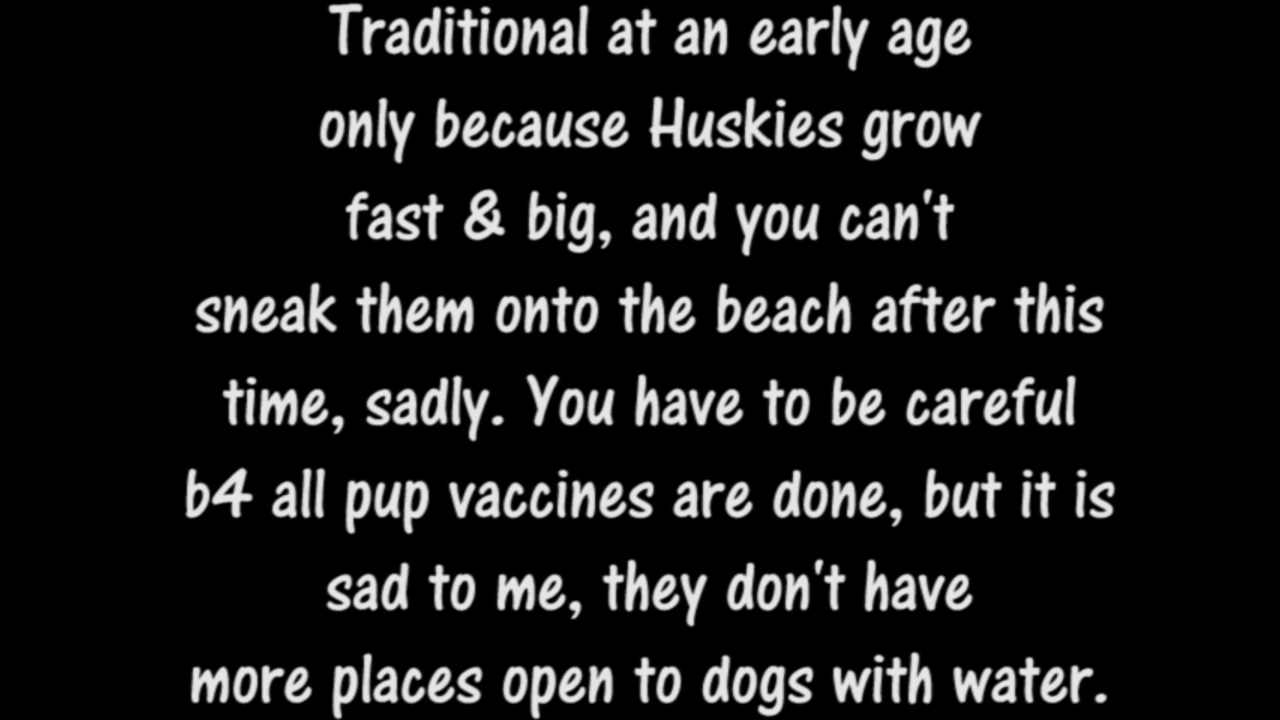 Traditional at an early age
only because Huskies grow
fast & big, and you can't
sneak them onto the beach after this
time, sadly. You have to be careful
b4 all pup vaccines are done, but it is
sad to me, they don't have
more places open to dogs with water.